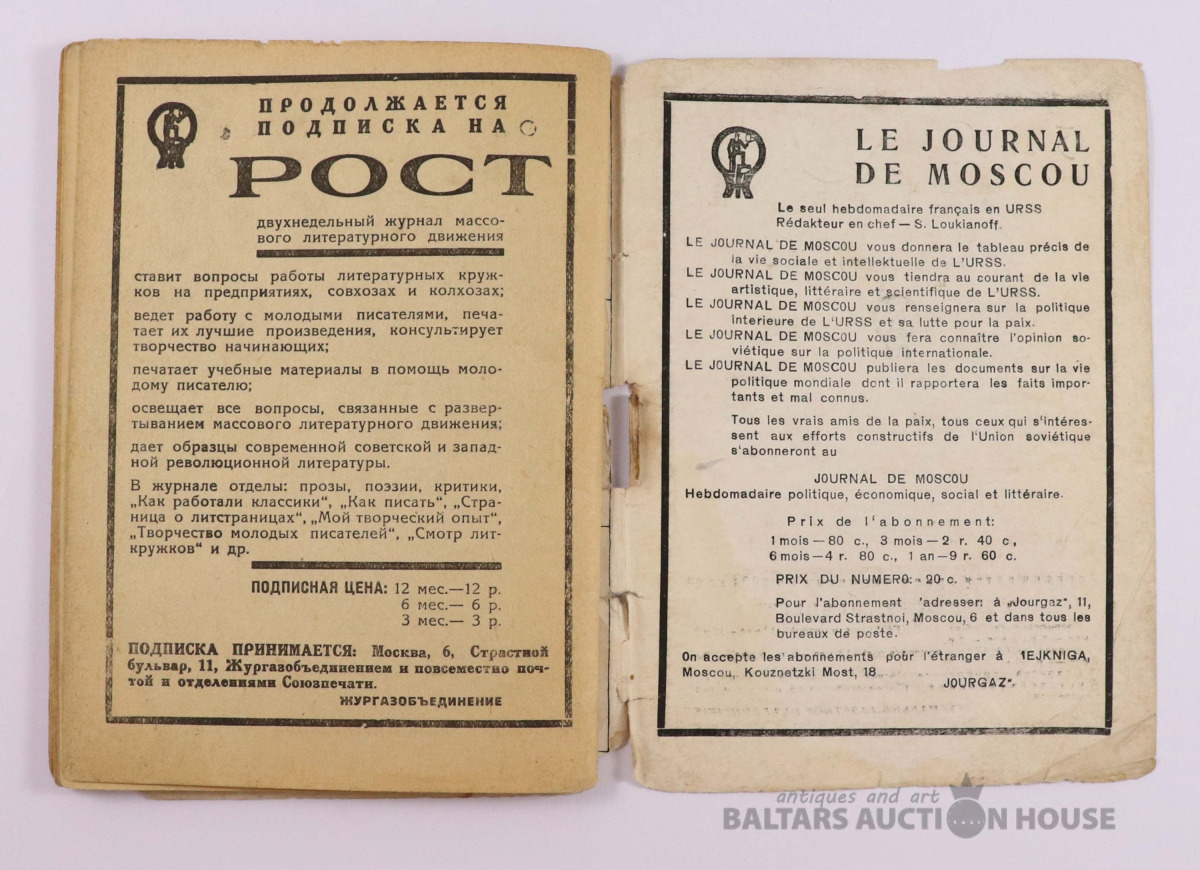 ПРОДОЛЖАЕТСЯ
ПОДПИСКА НА
РОСТ
двухнедельный журнал массо-
вого литературного движения
ставит вопросы работы литературных круж-
ков на предприятиях, совхозах и колхозах;
ведет работу с молодыми писателями, печа-
тает их лучшие произведения, консультирует
творчество начинающих;
печатает учебные материалы в помощь моло-
дому писателю;
освещает все вопросы, связанные с развер-
тыванием массового литературного движения;
дает образцы современной советской и запад-
ной революционной литературы.
В журнале отделы: прозы, поэзии, критики,
„Как работали классики“, „Как писать“, „Стра-
ница о литстраницах“, „Мой творческий опыт“,
„Творчество молодых писателей“, „Смотр лит-
кружков“ и др.
ПОДПИСНАЯ ЦЕНА: 12 мес.—12 р.
6 мес.— 6 р.
3 мес.— 3 р.
ПОДПИСКА ПРИНИМАЕТСЯ: Москва, 6, Страстной
бульвар, 11, Жургазобъединением и повсеместно поч-
той и отделениями Союзпечати.
ЖУРГАЗОБЪЕДИНЕНИЕ
LE JOURNAL
DE MOSCOU
Le seul hebdomadaire français en URSS
Rédakteur en chef — S. Loukianoff.
LE JOURNAL DE MOSCOU vous donnera le tableau précis de
la vie sociale et intellektuelle de L'URSS.
LE JOURNAL DE MOSCOU vous tiendra au courant de la vie
artistique, littéraire et scientifique de L'URSS.
LE JOURNAL DE MOSCOU vous renseignera sur la politique
interieure de L'URSS et sa lutte pour la paix.
LE JOURNAL DE MOSCOU vous fera connaître l'opinion so-
viétique sur la politique internationale.
LE JOURNAL DE MOSCOU publiera les documents sur la vie
politique mondiale dont il rapportera les faits impor-
tants et mal connus.
Tous les vrais amis de la paix, tous ceux qui s'intéres-
sent aux efforts constructifs de l'Union soviétique
s'abonneront au
JOURNAL DE MOSCOU
Hebdomadaire politique, économique, social et littéraire.
Prix de l'abonnement:
1 mois — 80 c., 3 mois — 2 r. 40 c,
6 mois — 4 r. 80 c., 1 an — 9 r. 60 c.
PRIX DU NUMERO: 20 c.
Pour l'abonnement 'adresser: à „Jourgaz“, 11,
Boulevard Strastnoi, Moscou, 6 et dans tous les
bureaux de poste.
On accepte les abonnements pour l'étranger à 1EJKNIGA,
Moscou, Kouznetzki Most, 18
JOURGAZ“.
antiques and art
BALTARS AUCTION HOUSE